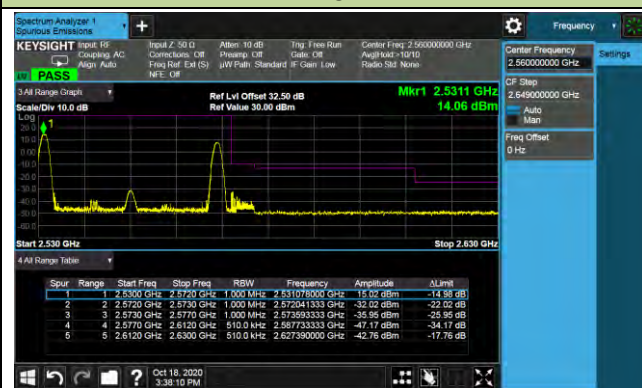 Spectrum Analyzer 1
Spurious Emissions
Frequency
KEYSIGHT Input: RF
Coupling: AC
Align: Auto
Input Z: 50 Ω
Corrections: Off
Freq Ref: Ext (S)
NFE: Off
Atten: 10 dB
Preamp: Off
µW Path: Standard
Trig: Free Run
Gate: Off
IF Gain: Low
Center Freq: 2.560000000 GHz
Avg|Hold:>10/10
Radio Std: None
PASS
3 All Range Graph
Scale/Div 10.0 dB
Ref Lvl Offset 32.50 dB
Ref Value 30.00 dBm
Mkr1 2.5311 GHz
14.06 dBm
Log
20.0
10.0
0.00
-10.0
-20.0
-30.0
-40.0
-50.0
-60.0
1
Start 2.530 GHz
Stop 2.630 GHz
4 All Range Table
Spur Range Start Freq Stop Freq RBW Frequency Amplitude ΔLimit
1 1 2.5300 GHz 2.5720 GHz 1.000 MHz 2.531078000 GHz 15.02 dBm -14.98 dB
2 2 2.5720 GHz 2.5730 GHz 1.000 MHz 2.572041333 GHz -32.02 dBm -22.02 dB
3 3 2.5730 GHz 2.5770 GHz 1.000 MHz 2.573593333 GHz -35.95 dBm -25.95 dB
4 4 2.5770 GHz 2.6120 GHz 510.0 kHz 2.587733333 GHz -47.17 dBm -34.17 dB
5 5 2.6120 GHz 2.6300 GHz 510.0 kHz 2.627390000 GHz -42.76 dBm -17.76 dB
Oct 18, 2020
3:38:10 PM
Center Frequency
2.560000000 GHz
Settings
CF Step
2.649000000 GHz
Auto
Man
Freq Offset
0 Hz